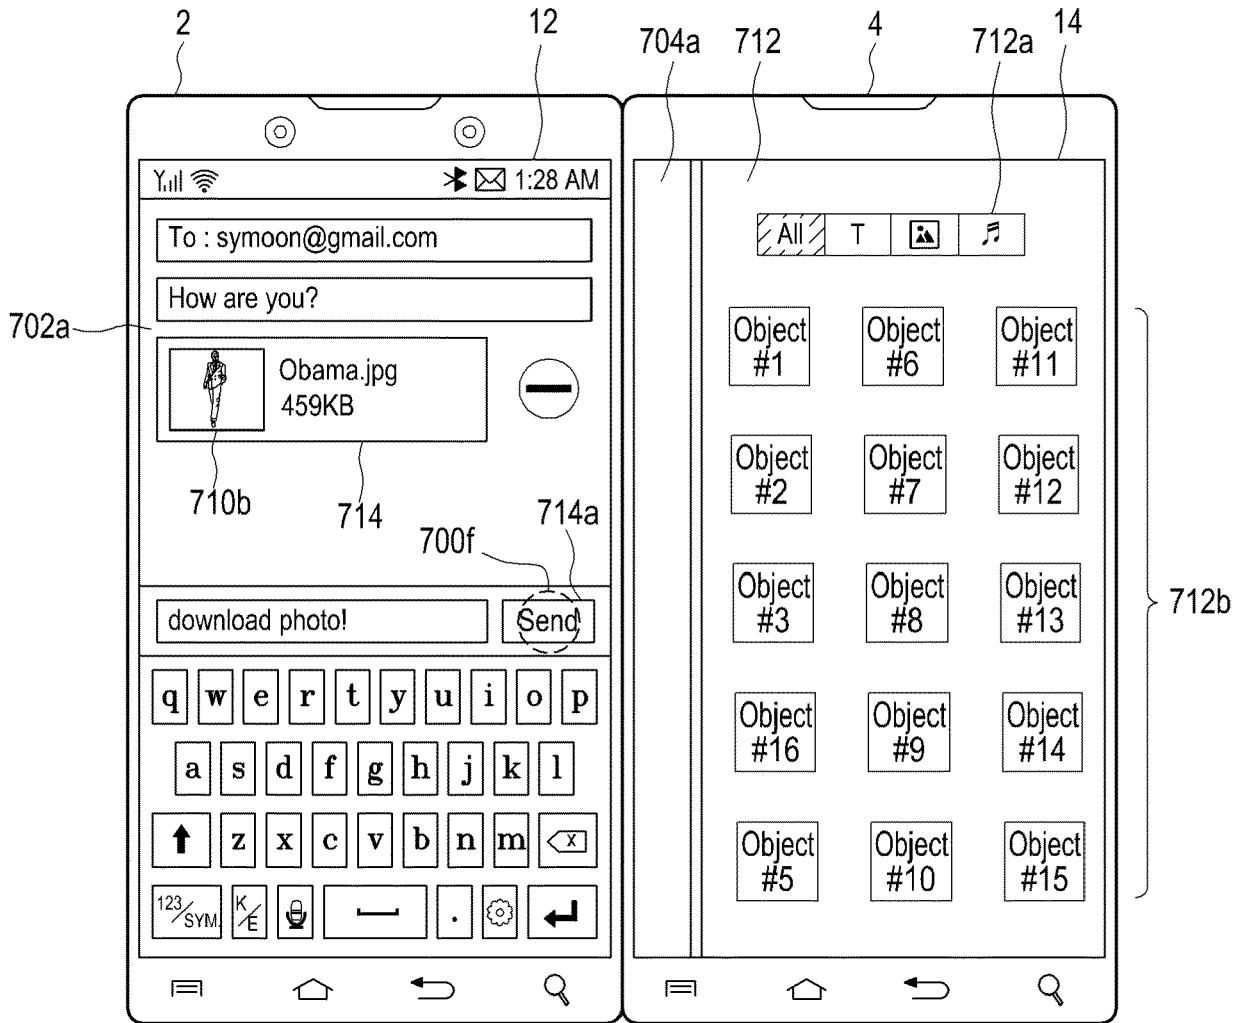 2
12
704a
712
4
712a
14
1:28 AM
To : symoon@gmail.com
All T
How are you?
702a
Obama.jpg
459KB
Object
#1
Object
#6
Object
#11
710b
714
714a
700f
Object
#2
Object
#7
Object
#12
download photo!
Send
Object
#3
Object
#8
Object
#13
712b
q w e r t y u i o p
a s d f g h j k l
z x c v b n m x
123/SYM. K/E .
Object
#16
Object
#9
Object
#14
Object
#5
Object
#10
Object
#15